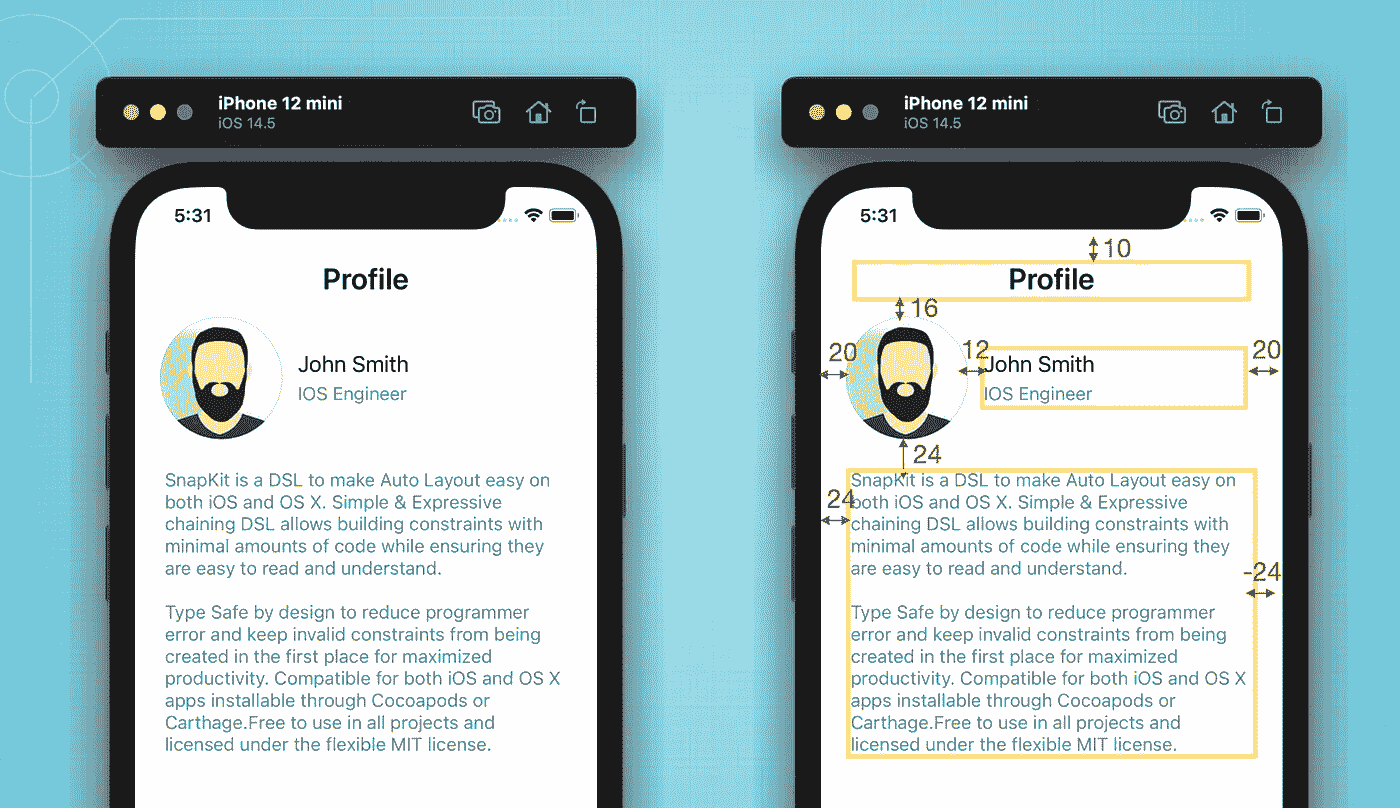 iPhone 12 mini
iOS 14.5
5:31
Profile
John Smith
IOS Engineer
SnapKit is a DSL to make Auto Layout easy on
both iOS and OS X. Simple & Expressive
chaining DSL allows building constraints with
minimal amounts of code while ensuring they
are easy to read and understand.
Type Safe by design to reduce programmer
error and keep invalid constraints from being
created in the first place for maximized
productivity. Compatible for both iOS and OS X
apps installable through Cocoapods or
Carthage.Free to use in all projects and
licensed under the flexible MIT license.
iPhone 12 mini
iOS 14.5
5:31
10
Profile
16
20
12
20
John Smith
IOS Engineer
24
SnapKit is a DSL to make Auto Layout easy on
24
both iOS and OS X. Simple & Expressive
chaining DSL allows building constraints with
minimal amounts of code while ensuring they
are easy to read and understand.
-24
Type Safe by design to reduce programmer
error and keep invalid constraints from being
created in the first place for maximized
productivity. Compatible for both iOS and OS X
apps installable through Cocoapods or
Carthage.Free to use in all projects and
licensed under the flexible MIT license.